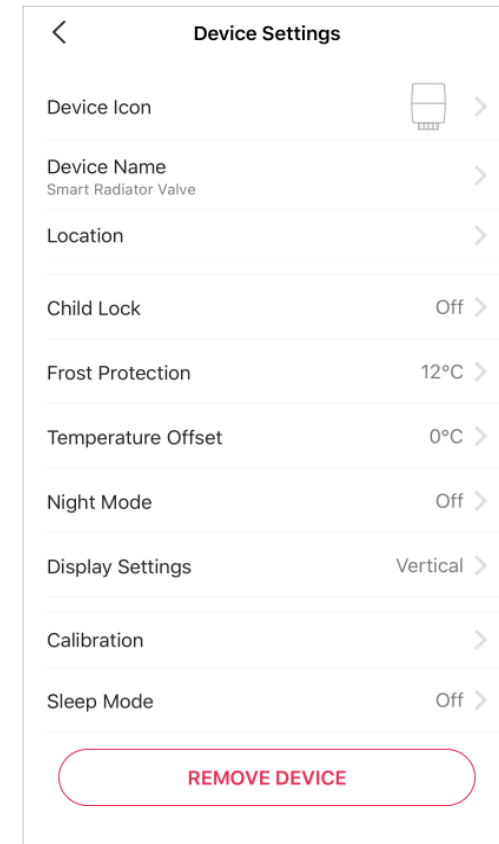 Device Settings
Device Icon
Device Name
Smart Radiator Valve
Location
Child Lock Off
Frost Protection 12°C
Temperature Offset 0°C
Night Mode Off
Display Settings Vertical
Calibration
Sleep Mode Off
REMOVE DEVICE